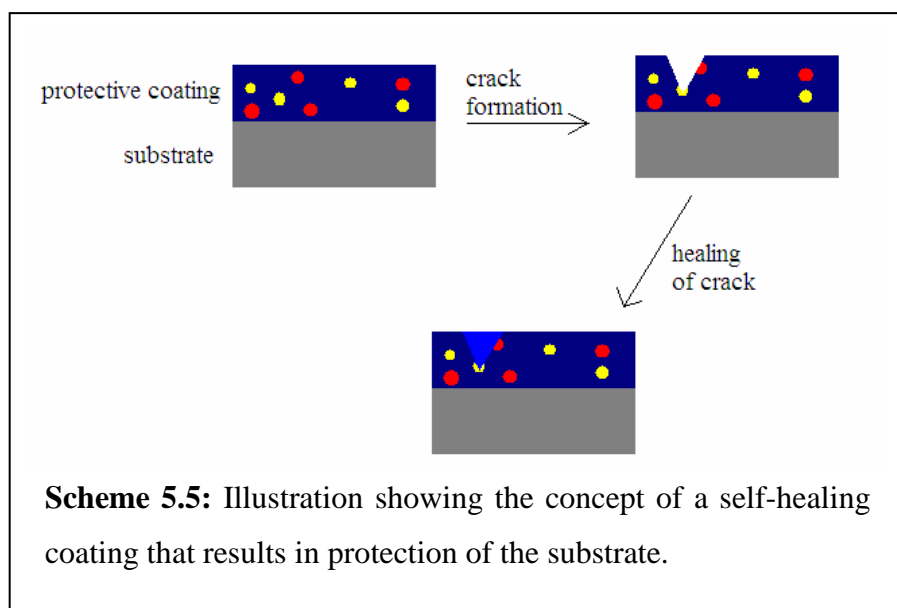 protective coating
substrate
crack
formation
healing
of crack
Scheme 5.5: Illustration showing the concept of a self-healing
coating that results in protection of the substrate.